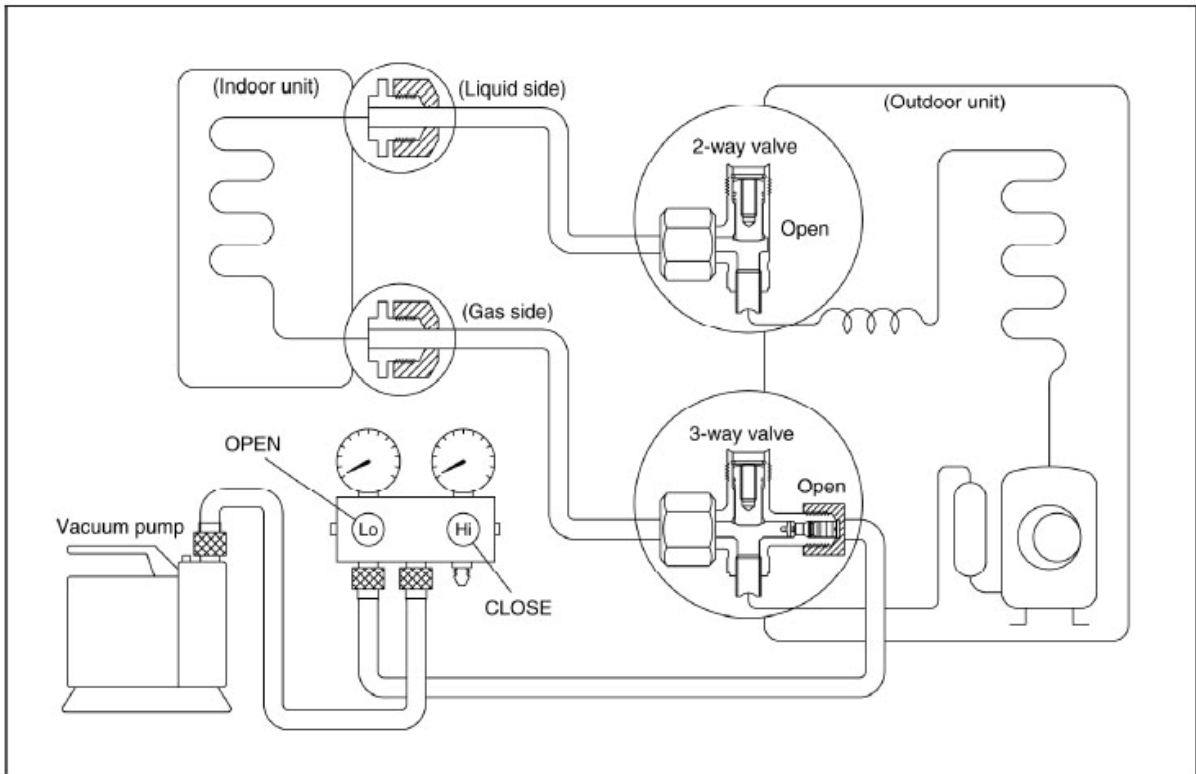 (Indoor unit)
(Liquid side)
(Outdoor unit)
2-way valve
Open
(Gas side)
3-way valve
Open
OPEN
Lo
Hi
Vacuum pump
CLOSE